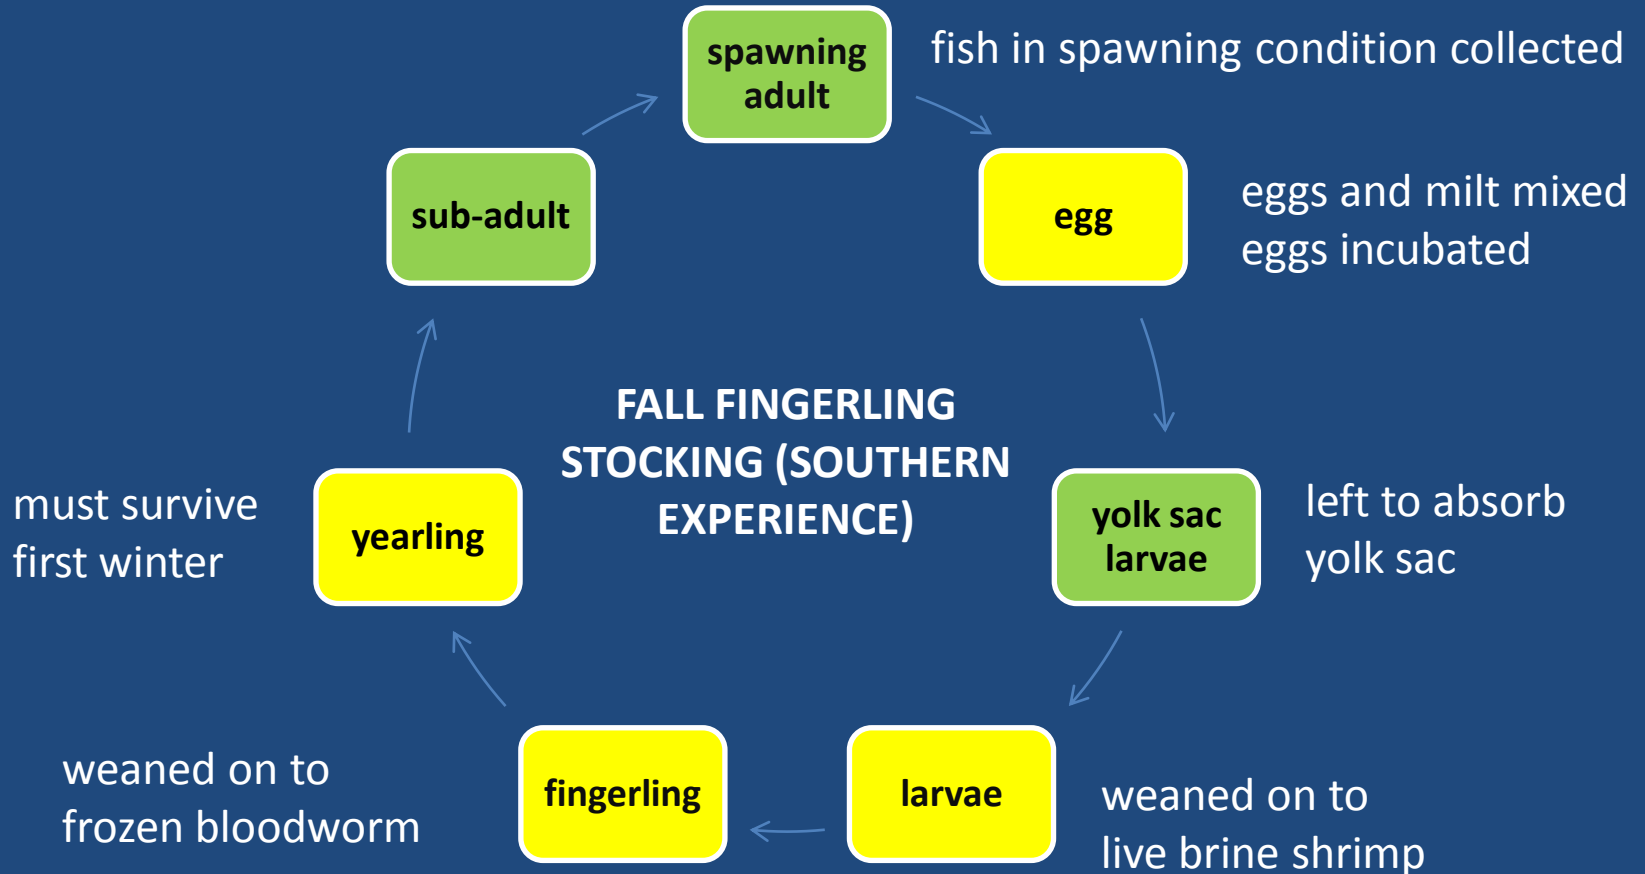 spawning
adult
fish in spawning condition collected
egg
eggs and milt mixed
eggs incubated
yolk sac
larvae
left to absorb
yolk sac
larvae
weaned on to
live brine shrimp
fingerling
weaned on to
frozen bloodworm
yearling
must survive
first winter
sub-adult
FALL FINGERLING
STOCKING (SOUTHERN
EXPERIENCE)